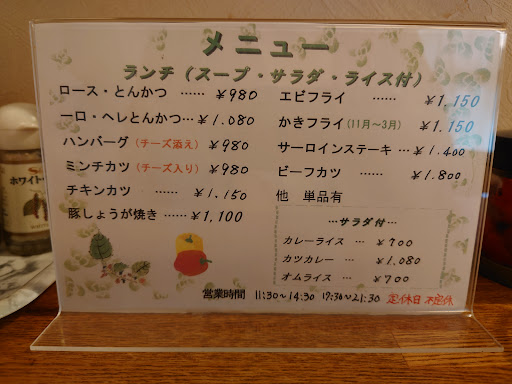 メニュー
ランチ（スープ・サラダ・ライス付）
ロース・とんかつ …… ¥980
一口・ヘレとんかつ… ¥1.080
ハンバーグ（チーズ添え） ¥980
ミンチカツ（チーズ入り） ¥980
チキンカツ …… ¥1.150
豚しょうが焼き …… ¥1,100
エビフライ …… ¥1.150
かきフライ（11月～3月） ¥1.150
サーロインステーキ … ¥1.400
ビーフカツ …… ¥1.800
他 単品有
…サラダ付…
カレーライス … ¥700
カツカレー … ¥1.080
オムライス … ¥700
営業時間 11:30～14:30 17:30～21:30 定休日 不定休
ホワイト